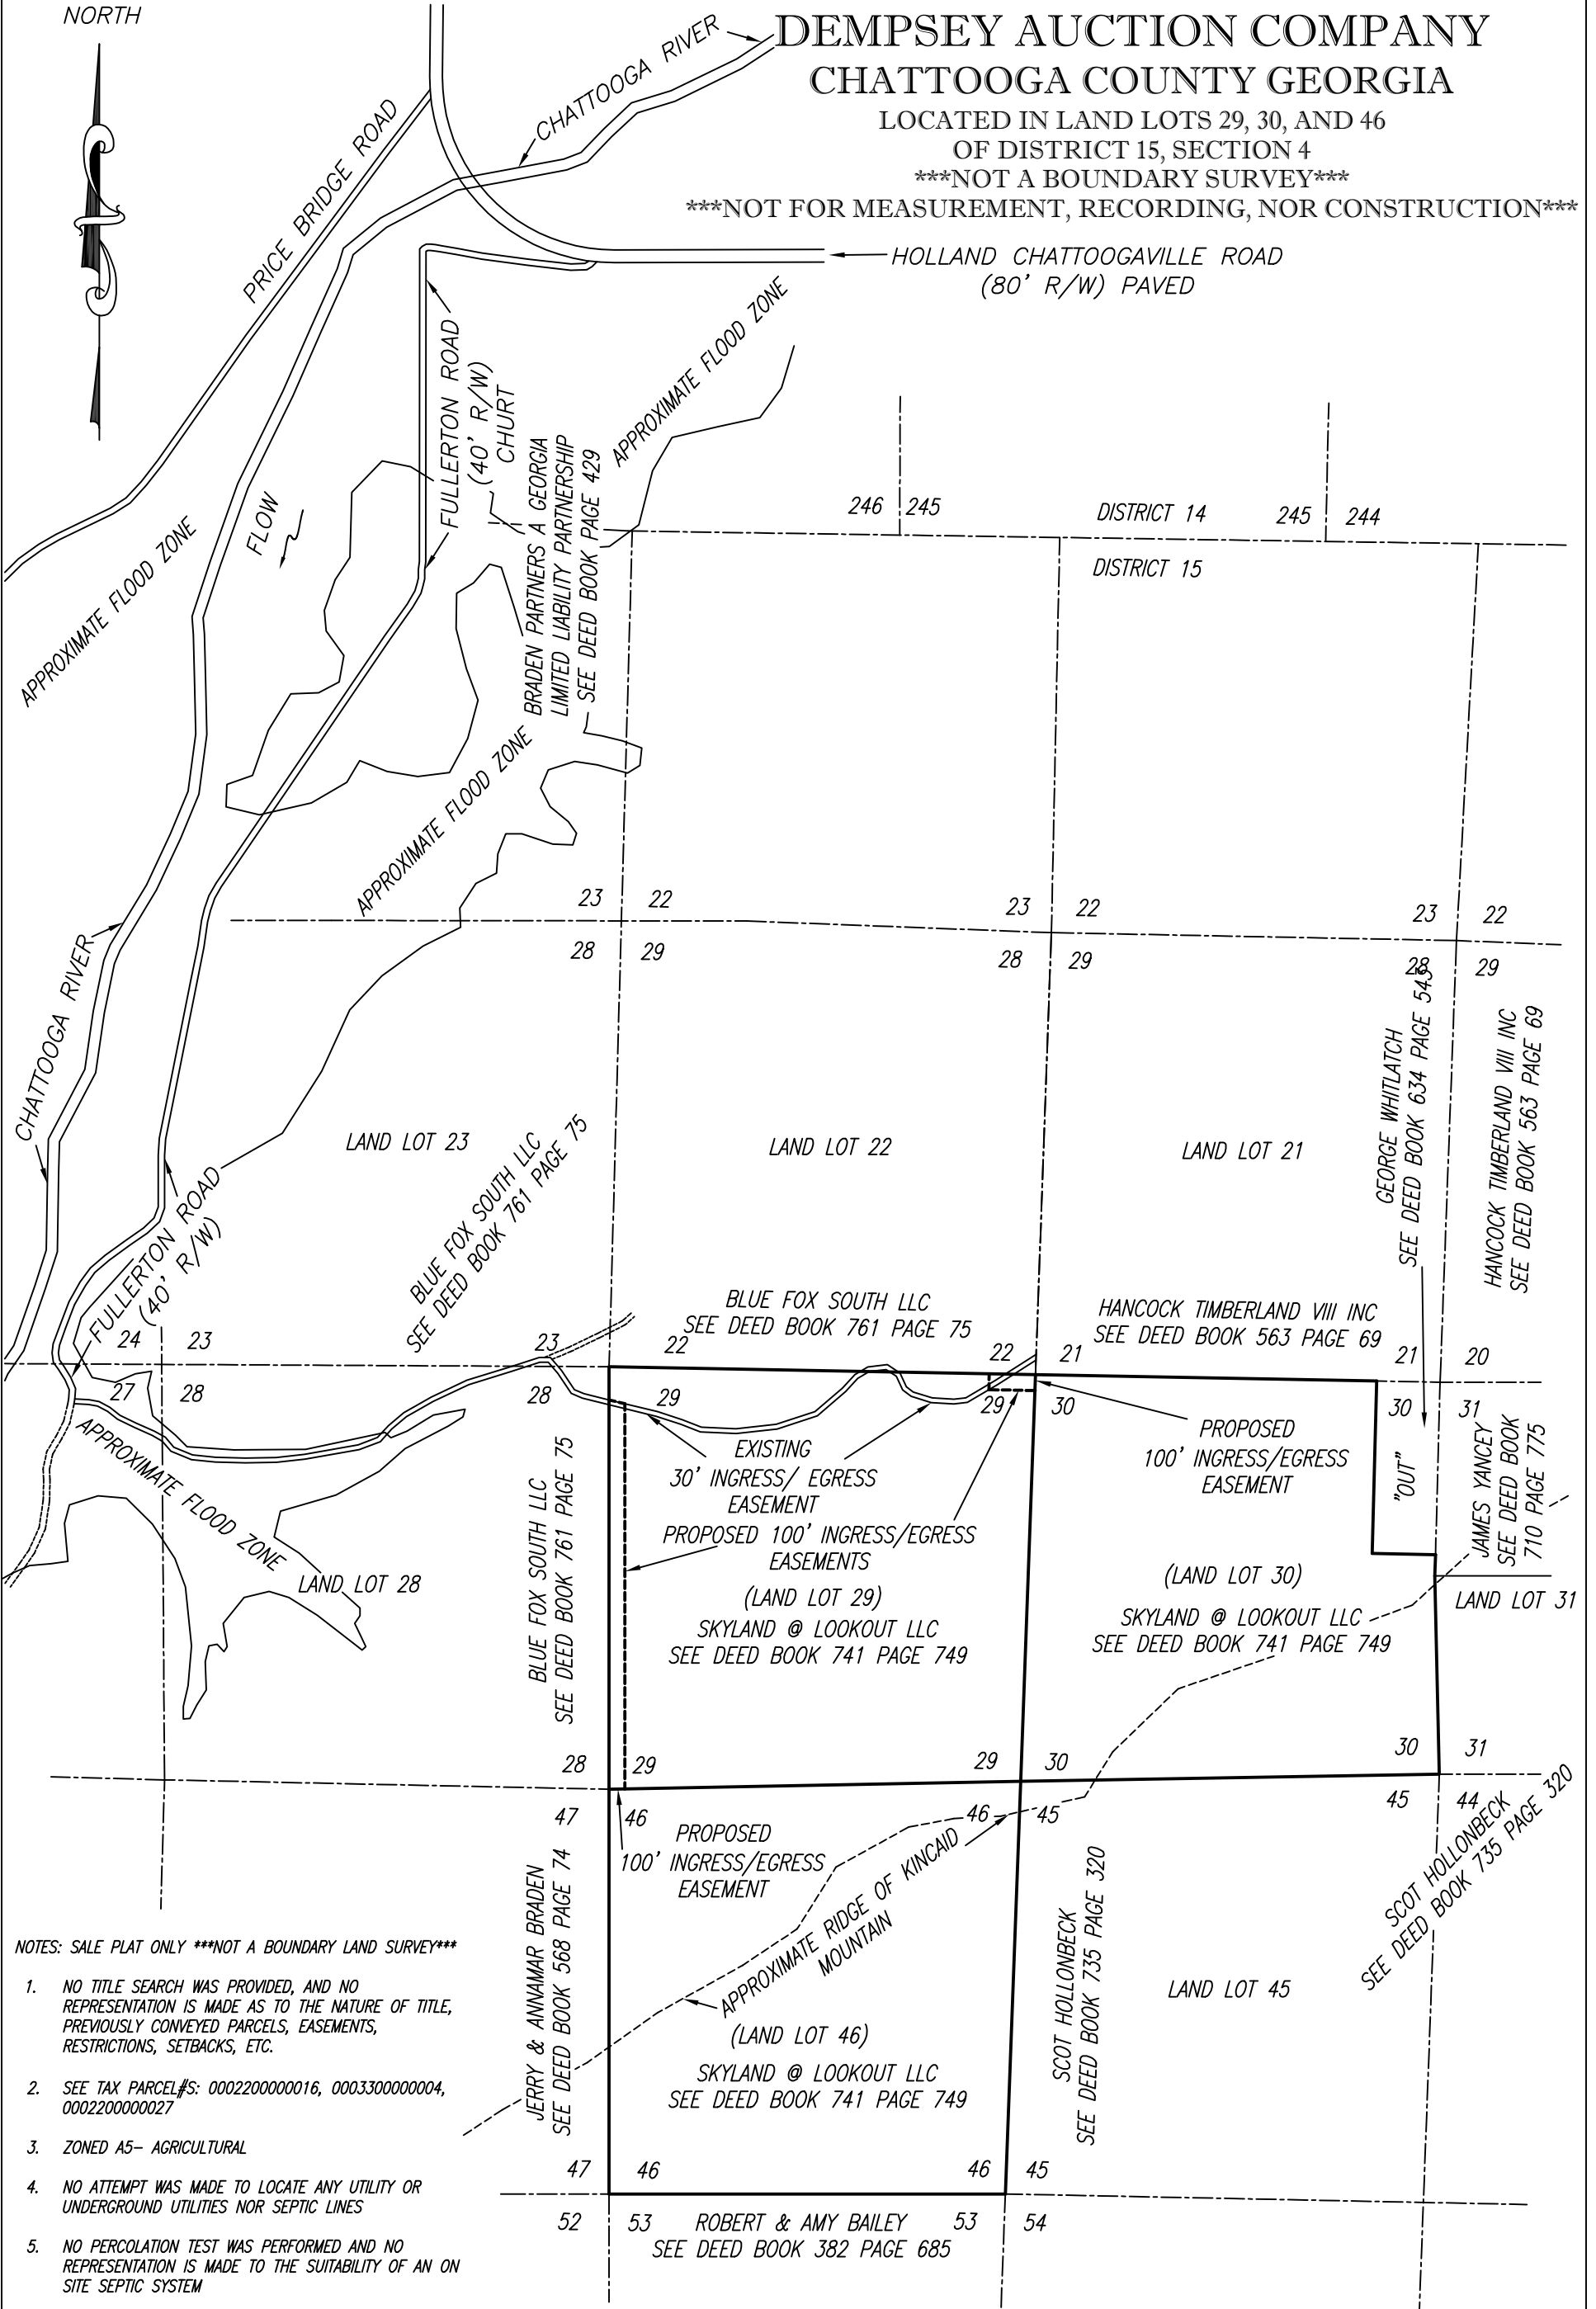 NORTH
DEMPSEY AUCTION COMPANY
CHATTOOGA COUNTY GEORGIA
LOCATED IN LAND LOTS 29, 30, AND 46
OF DISTRICT 15, SECTION 4
***NOT A BOUNDARY SURVEY***
***NOT FOR MEASUREMENT, RECORDING, NOR CONSTRUCTION***
CHATTOOGA RIVER
PRICE BRIDGE ROAD
HOLLAND CHATTOOGAVILLE ROAD
(80' R/W) PAVED
FULLERTON ROAD
(40' R/W)
CHURT
APPROXIMATE FLOOD ZONE
BRADEN PARTNERS A GEORGIA
LIMITED LIABILITY PARTNERSHIP
SEE DEED BOOK PAGE 429
FLOW
APPROXIMATE FLOOD ZONE
246 245
DISTRICT 14
245 244
DISTRICT 15
APPROXIMATE FLOOD ZONE
23 22
23 22
23 22
28 29
28 29
28 29
CHATTOOGA RIVER
GEORGE WHITLATCH
SEE DEED BOOK 634 PAGE 543
HANCOCK TIMBERLAND VIII INC
SEE DEED BOOK 563 PAGE 69
LAND LOT 23
LAND LOT 22
LAND LOT 21
BLUE FOX SOUTH LLC
SEE DEED BOOK 761 PAGE 75
FULLERTON ROAD
(40' R/W)
BLUE FOX SOUTH LLC
SEE DEED BOOK 761 PAGE 75
HANCOCK TIMBERLAND VIII INC
SEE DEED BOOK 563 PAGE 69
24 23
23 22
22 21
21 20
27 28
28 29
29 30
30 31
APPROXIMATE FLOOD ZONE
EXISTING
30' INGRESS/ EGRESS
EASEMENT
PROPOSED
100' INGRESS/EGRESS
EASEMENT
"OUT"
JAMES YANCEY
SEE DEED BOOK
710 PAGE 775
BLUE FOX SOUTH LLC
SEE DEED BOOK 761 PAGE 75
PROPOSED 100' INGRESS/EGRESS
EASEMENTS
LAND LOT 28
(LAND LOT 29)
SKYLAND @ LOOKOUT LLC
SEE DEED BOOK 741 PAGE 749
(LAND LOT 30)
SKYLAND @ LOOKOUT LLC
SEE DEED BOOK 741 PAGE 749
LAND LOT 31
28 29
29 30
30 31
47 46
46 45
45 44
PROPOSED
100' INGRESS/EGRESS
EASEMENT
APPROXIMATE RIDGE OF KINCAID
MOUNTAIN
JERRY & ANNAMAR BRADEN
SEE DEED BOOK 568 PAGE 74
SCOT HOLLONBECK
SEE DEED BOOK 735 PAGE 320
SCOT HOLLONBECK
SEE DEED BOOK 735 PAGE 320
LAND LOT 45
(LAND LOT 46)
SKYLAND @ LOOKOUT LLC
SEE DEED BOOK 741 PAGE 749
47 46
46 45
52 53
53 54
ROBERT & AMY BAILEY
SEE DEED BOOK 382 PAGE 685
NOTES: SALE PLAT ONLY ***NOT A BOUNDARY LAND SURVEY***
1. NO TITLE SEARCH WAS PROVIDED, AND NO
REPRESENTATION IS MADE AS TO THE NATURE OF TITLE,
PREVIOUSLY CONVEYED PARCELS, EASEMENTS,
RESTRICTIONS, SETBACKS, ETC.
2. SEE TAX PARCEL#S: 0002200000016, 0003300000004,
0002200000027
3. ZONED A5- AGRICULTURAL
4. NO ATTEMPT WAS MADE TO LOCATE ANY UTILITY OR
UNDERGROUND UTILITIES NOR SEPTIC LINES
5. NO PERCOLATION TEST WAS PERFORMED AND NO
REPRESENTATION IS MADE TO THE SUITABILITY OF AN ON
SITE SEPTIC SYSTEM